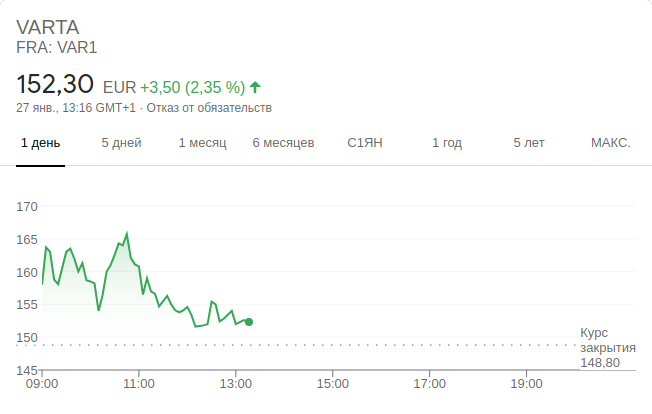 VARTA
FRA: VAR1
152,30 EUR +3,50 (2,35 %)
27 янв., 13:16 GMT+1 · Отказ от обязательств
1 день 5 дней 1 месяц 6 месяцев С1ЯН 1 год 5 лет МАКС.
170
165
160
155
150
Курс
закрытия
148,80
145
09:00 11:00 13:00 15:00 17:00 19:00